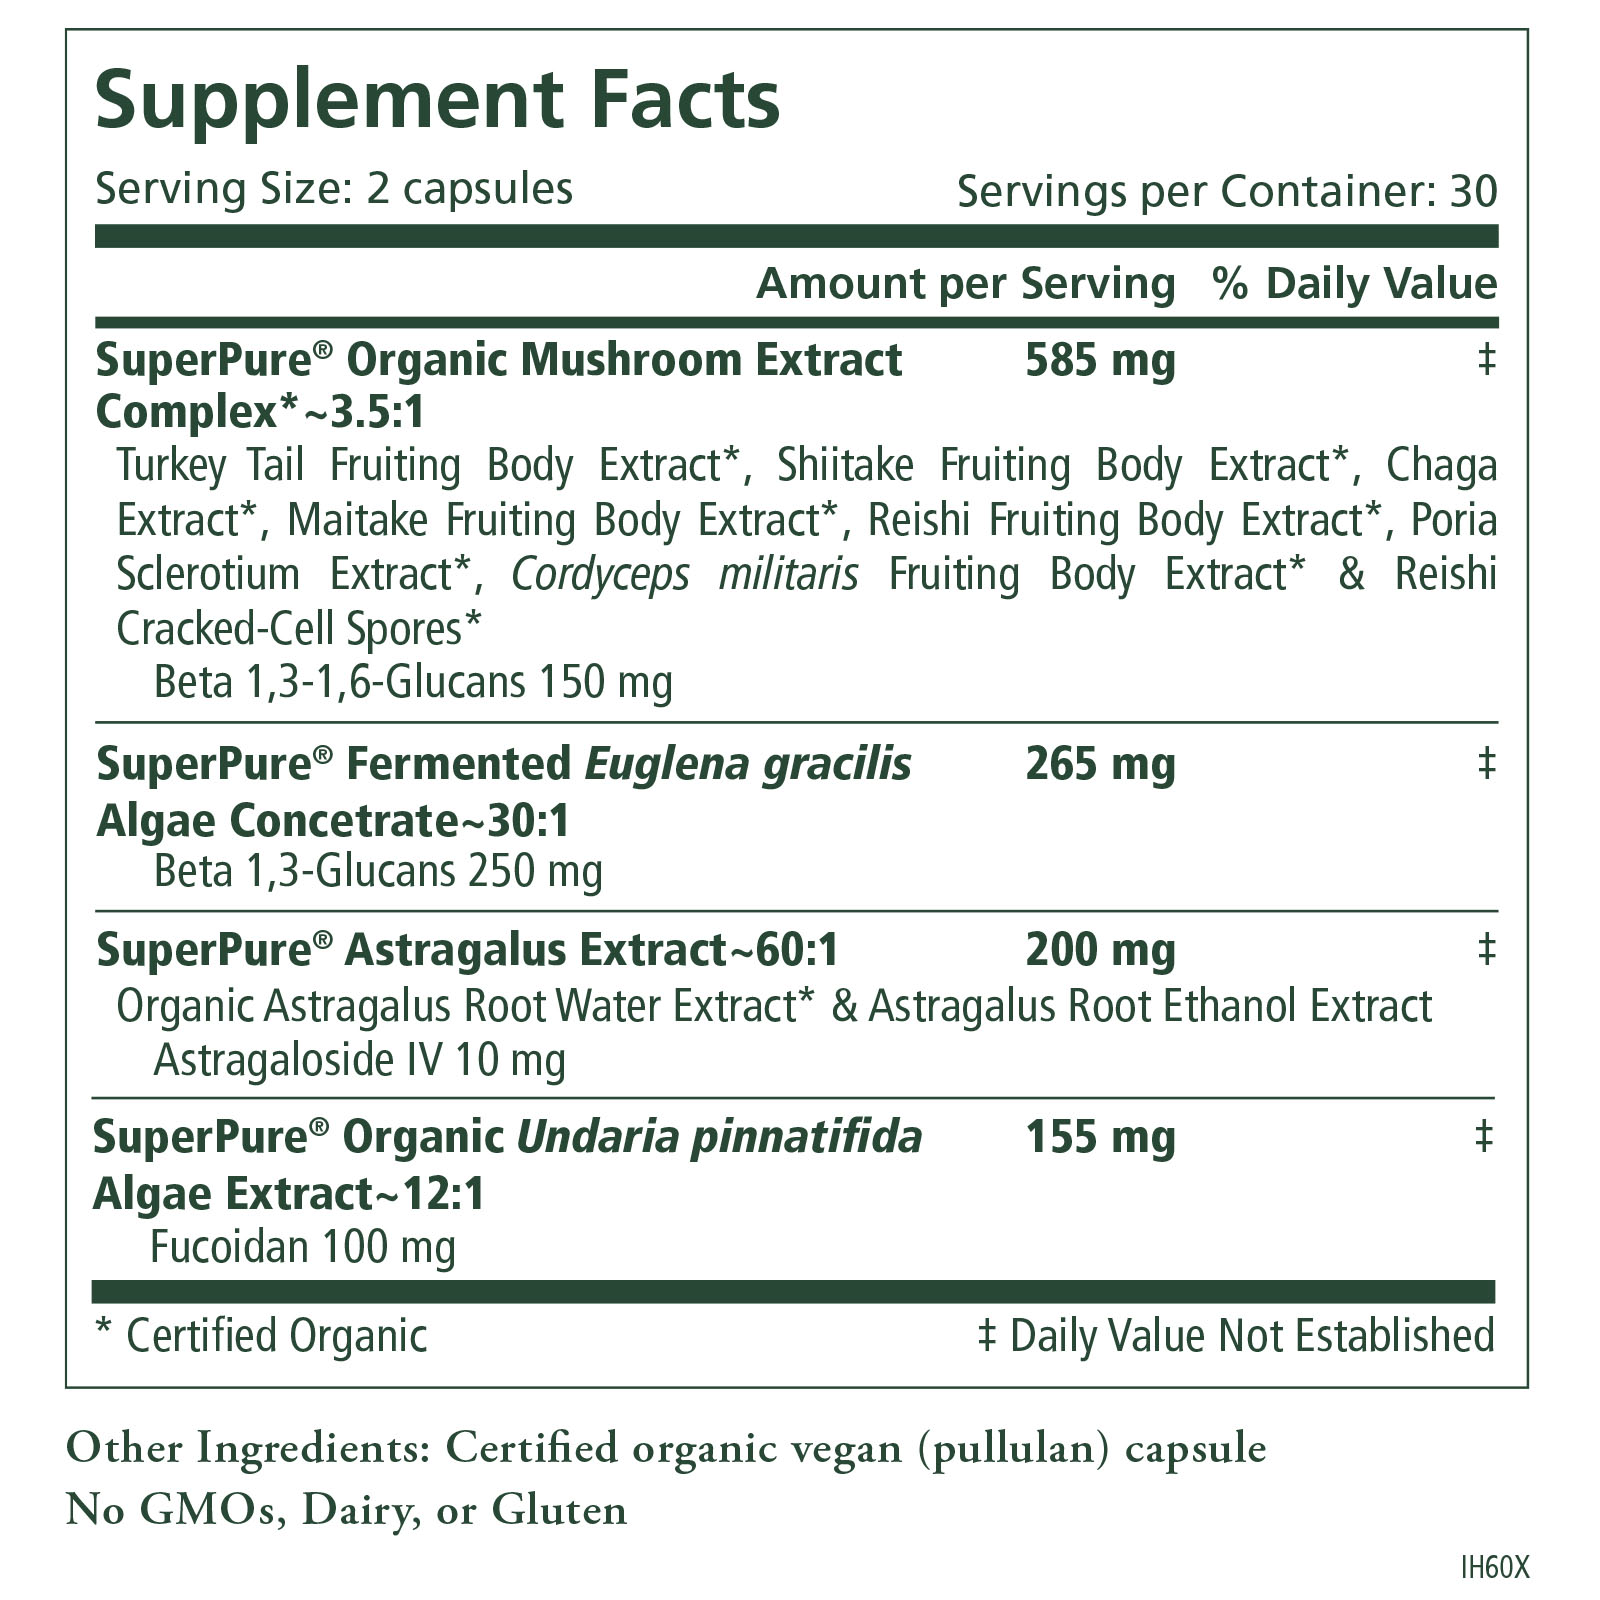 Supplement Facts
Serving Size: 2 capsules Servings per Container: 30
Amount per Serving % Daily Value
SuperPure® Organic Mushroom Extract 585 mg ‡
Complex*~3.5:1
Turkey Tail Fruiting Body Extract*, Shiitake Fruiting Body Extract*, Chaga
Extract*, Maitake Fruiting Body Extract*, Reishi Fruiting Body Extract*, Poria
Sclerotium Extract*, Cordyceps militaris Fruiting Body Extract* & Reishi
Cracked-Cell Spores*
Beta 1,3-1,6-Glucans 150 mg
SuperPure® Fermented Euglena gracilis 265 mg ‡
Algae Concetrate~30:1
Beta 1,3-Glucans 250 mg
SuperPure® Astragalus Extract~60:1 200 mg ‡
Organic Astragalus Root Water Extract* & Astragalus Root Ethanol Extract
Astragaloside IV 10 mg
SuperPure® Organic Undaria pinnatifida 155 mg ‡
Algae Extract~12:1
Fucoidan 100 mg
* Certified Organic ‡ Daily Value Not Established
Other Ingredients: Certified organic vegan (pullulan) capsule
No GMOs, Dairy, or Gluten
IH60X